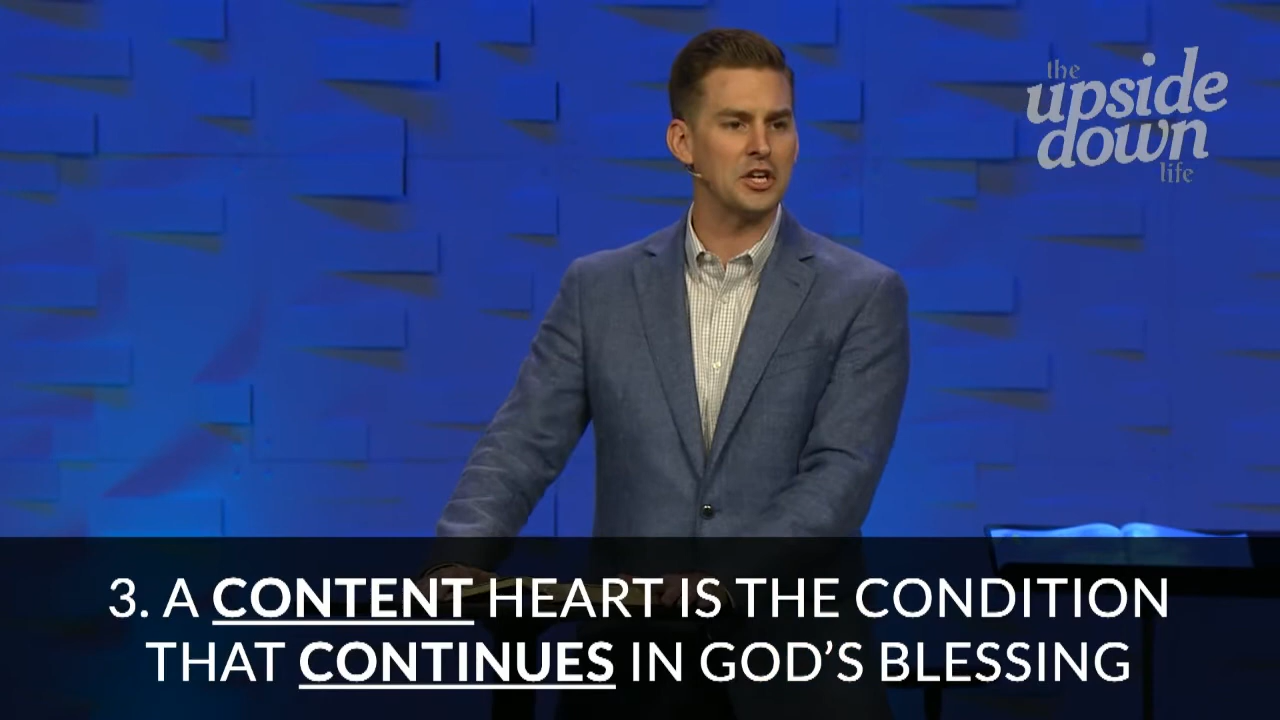 the
upside
down
life
3. A CONTENT HEART IS THE CONDITION
THAT CONTINUES IN GOD'S BLESSING